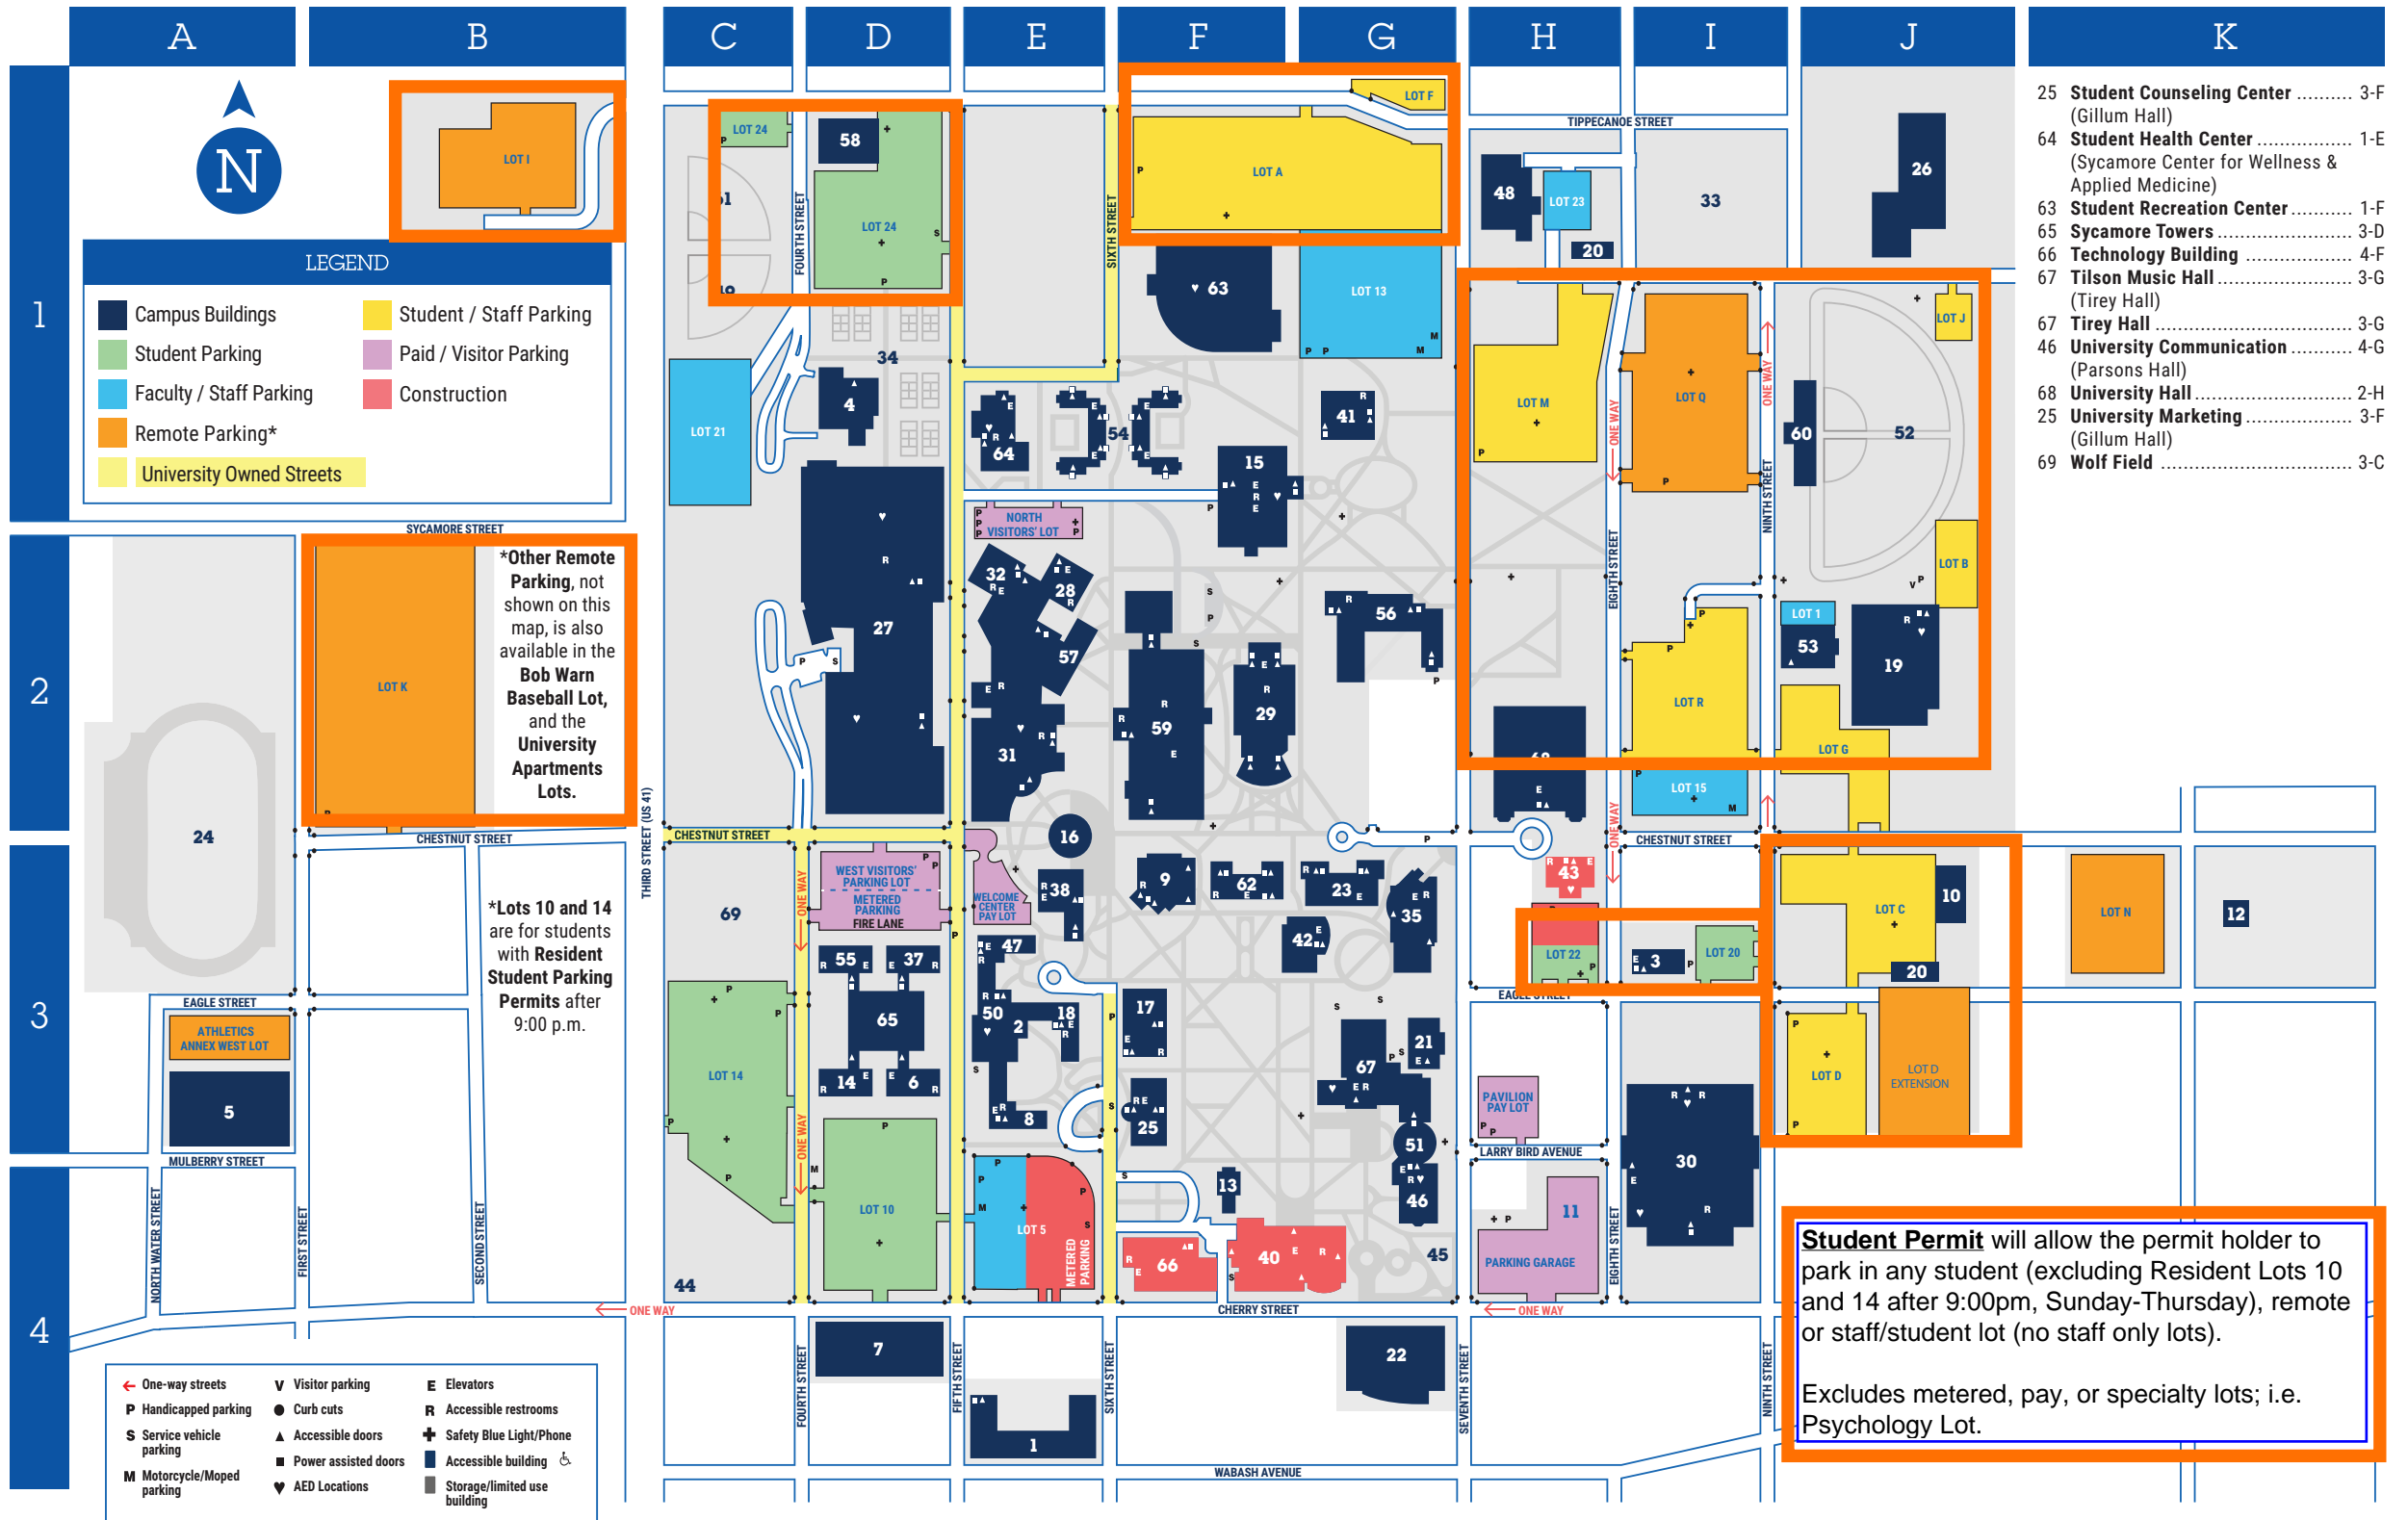 A B C D E F G H I J K
1
2
3
4
N
LOT I
LEGEND
Campus Buildings
Student Parking
Faculty / Staff Parking
Remote Parking*
University Owned Streets
Student / Staff Parking
Paid / Visitor Parking
Construction
25 Student Counseling Center .......... 3-F
(Gillum Hall)
64 Student Health Center ................ 1-E
(Sycamore Center for Wellness &
Applied Medicine)
63 Student Recreation Center ........... 1-F
65 Sycamore Towers ....................... 3-D
66 Technology Building .................. 4-F
67 Tilson Music Hall ....................... 3-G
(Tirey Hall)
67 Tirey Hall ................................. 3-G
46 University Communication ........... 4-G
(Parsons Hall)
68 University Hall ........................... 2-H
25 University Marketing ................... 3-F
(Gillum Hall)
69 Wolf Field ................................ 3-C
SYCAMORE STREET
LOT K
*Other Remote
Parking, not
shown on this
map, is also
available in the
Bob Warn
Baseball Lot,
and the
University
Apartments
Lots.
24
CHESTNUT STREET
*Lots 10 and 14
are for students
with Resident
Student Parking
Permits after
9:00 p.m.
EAGLE STREET
ATHLETICS
ANNEX WEST LOT
5
MULBERRY STREET
NORTH WATER STREET
FIRST STREET
SECOND STREET
THIRD STREET (US 41)
LOT 24
58
LOT 24
FOURTH STREET
34
4
LOT 21
27
CHESTNUT STREET
69
ONE WAY
WEST VISITORS'
PARKING LOT
METERED
PARKING
FIRE LANE
55
37
65
14
6
LOT 14
ONE WAY
LOT 10
44
ONE WAY
7
FOURTH STREET
FIFTH STREET
SIXTH STREET
64
54
NORTH
VISITORS' LOT
32
28
57
31
16
WELCOME
CENTER
PAY LOT
38
47
50
2
18
8
LOT 5
METERED
PARKING
1
SIXTH STREET
LOT F
LOT A
63
LOT 13
41
15
56
59
29
9
62
23
35
42
17
25
67
21
51
46
13
66
40
45
CHERRY STREET
22
WABASH AVENUE
SEVENTH STREET
TIPPECANOE STREET
48
LOT 23
20
33
26
LOT M
LOT Q
ONE WAY
ONE WAY
EIGHTH STREET
NINTH STREET
LOT J
60
52
LOT B
LOT 1
53
19
LOT R
LOT G
LOT 15
ONE WAY
CHESTNUT STREET
43
LOT 22
3
LOT 20
EAGLE STREET
LOT C
10
20
LOT N
12
LOT D
LOT D
EXTENSION
PAVILION
PAY LOT
LARRY BIRD AVENUE
30
11
PARKING GARAGE
EIGHTH STREET
ONE WAY
NINTH STREET
Student Permit will allow the permit holder to
park in any student (excluding Resident Lots 10
and 14 after 9:00pm, Sunday-Thursday), remote
or staff/student lot (no staff only lots).
Excludes metered, pay, or specialty lots; i.e.
Psychology Lot.
One-way streets
P Handicapped parking
S Service vehicle
parking
M Motorcycle/Moped
parking
V Visitor parking
Curb cuts
Accessible doors
Power assisted doors
AED Locations
E Elevators
R Accessible restrooms
Safety Blue Light/Phone
Accessible building
Storage/limited use
building